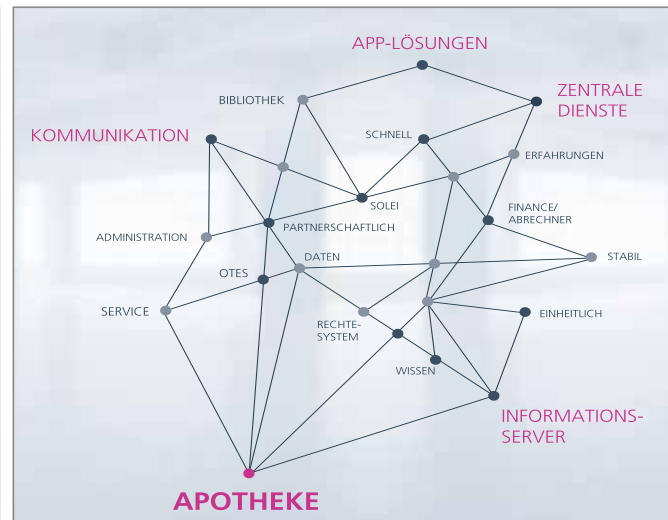 APP-LÖSUNGEN
ZENTRALE
DIENSTE
BIBLIOTHEK
KOMMUNIKATION
SCHNELL
ERFAHRUNGEN
SOLEI
FINANCE/
ABRECHNER
PARTNERSCHAFTLICH
ADMINISTRATION
DATEN
STABIL
OTES
SERVICE
EINHEITLICH
RECHTE-
SYSTEM
WISSEN
INFORMATIONS-
SERVER
APOTHEKE